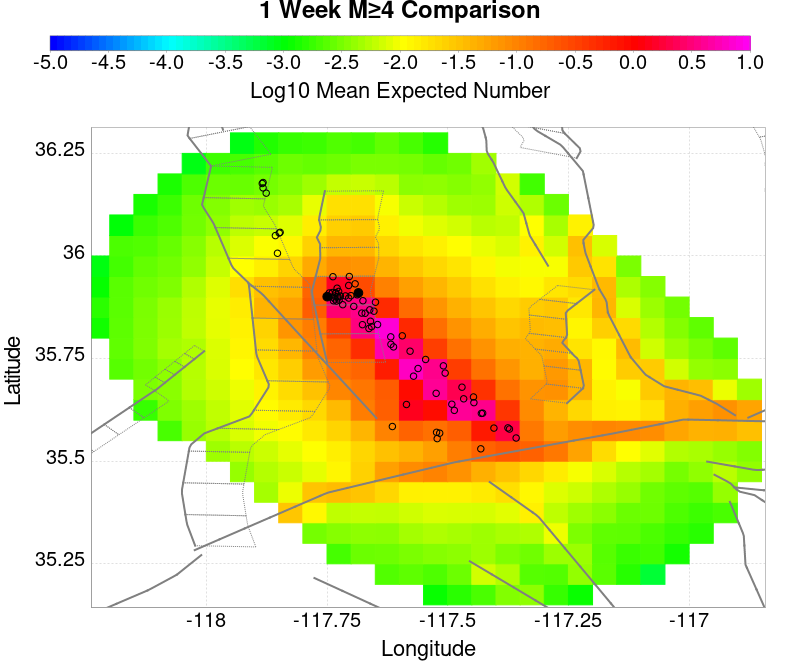 1 Week M≥4 Comparison
-5.0 -4.5 -4.0 -3.5 -3.0 -2.5 -2.0 -1.5 -1.0 -0.5 0.0 0.5 1.0
Log10 Mean Expected Number
36.25
36
35.75
35.5
35.25
Latitude
-118 -117.75 -117.5 -117.25 -117
Longitude